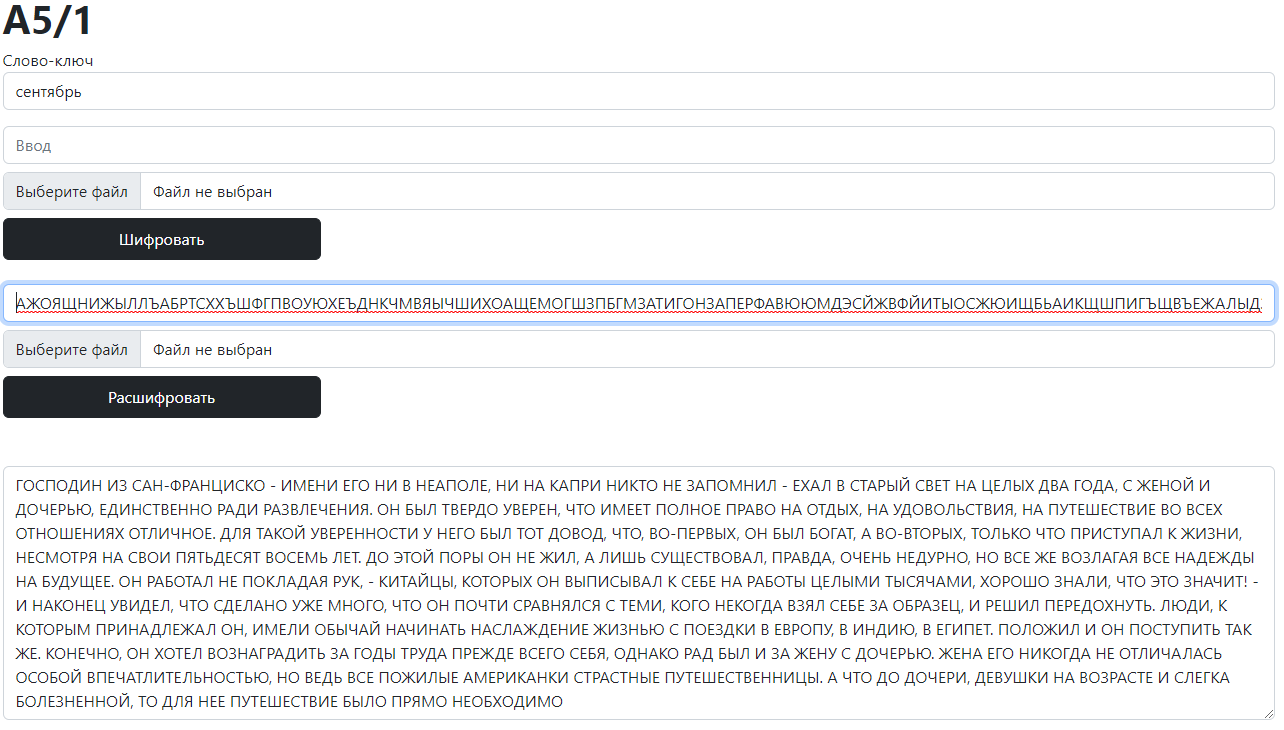 A5/1
Слово-ключ
сентябрь
Ввод
Выберите файл Файл не выбран
Шифровать
АЖОЯЩНИЖЫЛЛЪАБРТСХХЪШФГПВОУЮХЕЪДНКЧМВЯЫЧШИХОАЩЕМОГШЗПБГМЗАТИГОНЗАПЕРФАВЮЮМДЭСЙЖВФЙИТЫОСЖЮИЩБЬАИКЩШПИГЪЩВЪЕЖАЛЫД
Выберите файл Файл не выбран
Расшифровать
ГОСПОДИН ИЗ САН-ФРАНЦИСКО - ИМЕНИ ЕГО НИ В НЕАПОЛЕ, НИ НА КАПРИ НИКТО НЕ ЗАПОМНИЛ - ЕХАЛ В СТАРЫЙ СВЕТ НА ЦЕЛЫХ ДВА ГОДА, С ЖЕНОЙ И
ДОЧЕРЬЮ, ЕДИНСТВЕННО РАДИ РАЗВЛЕЧЕНИЯ. ОН БЫЛ ТВЕРДО УВЕРЕН, ЧТО ИМЕЕТ ПОЛНОЕ ПРАВО НА ОТДЫХ, НА УДОВОЛЬСТВИЯ, НА ПУТЕШЕСТВИЕ ВО ВСЕХ
ОТНОШЕНИЯХ ОТЛИЧНОЕ. ДЛЯ ТАКОЙ УВЕРЕННОСТИ У НЕГО БЫЛ ТОТ ДОВОД, ЧТО, ВО-ПЕРВЫХ, ОН БЫЛ БОГАТ, А ВО-ВТОРЫХ, ТОЛЬКО ЧТО ПРИСТУПАЛ К ЖИЗНИ,
НЕСМОТРЯ НА СВОИ ПЯТЬДЕСЯТ ВОСЕМЬ ЛЕТ. ДО ЭТОЙ ПОРЫ ОН НЕ ЖИЛ, А ЛИШЬ СУЩЕСТВОВАЛ, ПРАВДА, ОЧЕНЬ НЕДУРНО, НО ВСЕ ЖЕ ВОЗЛАГАЯ ВСЕ НАДЕЖДЫ
НА БУДУЩЕЕ. ОН РАБОТАЛ НЕ ПОКЛАДАЯ РУК, - КИТАЙЦЫ, КОТОРЫХ ОН ВЫПИСЫВАЛ К СЕБЕ НА РАБОТЫ ЦЕЛЫМИ ТЫСЯЧАМИ, ХОРОШО ЗНАЛИ, ЧТО ЭТО ЗНАЧИТ! -
И НАКОНЕЦ УВИДЕЛ, ЧТО СДЕЛАНО УЖЕ МНОГО, ЧТО ОН ПОЧТИ СРАВНЯЛСЯ С ТЕМИ, КОГО НЕКОГДА ВЗЯЛ СЕБЕ ЗА ОБРАЗЕЦ, И РЕШИЛ ПЕРЕДОХНУТЬ. ЛЮДИ, К
КОТОРЫМ ПРИНАДЛЕЖАЛ ОН, ИМЕЛИ ОБЫЧАЙ НАЧИНАТЬ НАСЛАЖДЕНИЕ ЖИЗНЬЮ С ПОЕЗДКИ В ЕВРОПУ, В ИНДИЮ, В ЕГИПЕТ. ПОЛОЖИЛ И ОН ПОСТУПИТЬ ТАК
ЖЕ. КОНЕЧНО, ОН ХОТЕЛ ВОЗНАГРАДИТЬ ЗА ГОДЫ ТРУДА ПРЕЖДЕ ВСЕГО СЕБЯ, ОДНАКО РАД БЫЛ И ЗА ЖЕНУ С ДОЧЕРЬЮ. ЖЕНА ЕГО НИКОГДА НЕ ОТЛИЧАЛАСЬ
ОСОБОЙ ВПЕЧАТЛИТЕЛЬНОСТЬЮ, НО ВЕДЬ ВСЕ ПОЖИЛЫЕ АМЕРИКАНКИ СТРАСТНЫЕ ПУТЕШЕСТВЕННИЦЫ. А ЧТО ДО ДОЧЕРИ, ДЕВУШКИ НА ВОЗРАСТЕ И СЛЕГКА
БОЛЕЗНЕННОЙ, ТО ДЛЯ НЕЕ ПУТЕШЕСТВИЕ БЫЛО ПРЯМО НЕОБХОДИМО